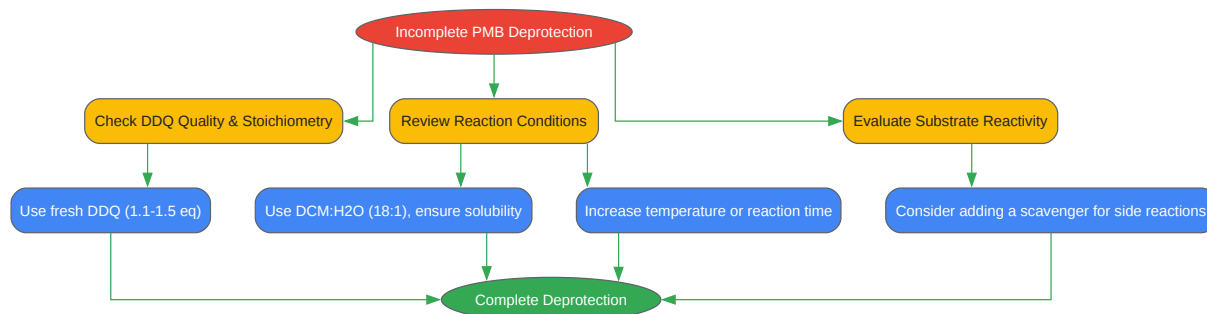 Incomplete PMB Deprotection
Check DDQ Quality & Stoichiometry
Review Reaction Conditions
Evaluate Substrate Reactivity
Use fresh DDQ (1.1-1.5 eq)
Use DCM:H2O (18:1), ensure solubility
Increase temperature or reaction time
Consider adding a scavenger for side reactions
Complete Deprotection